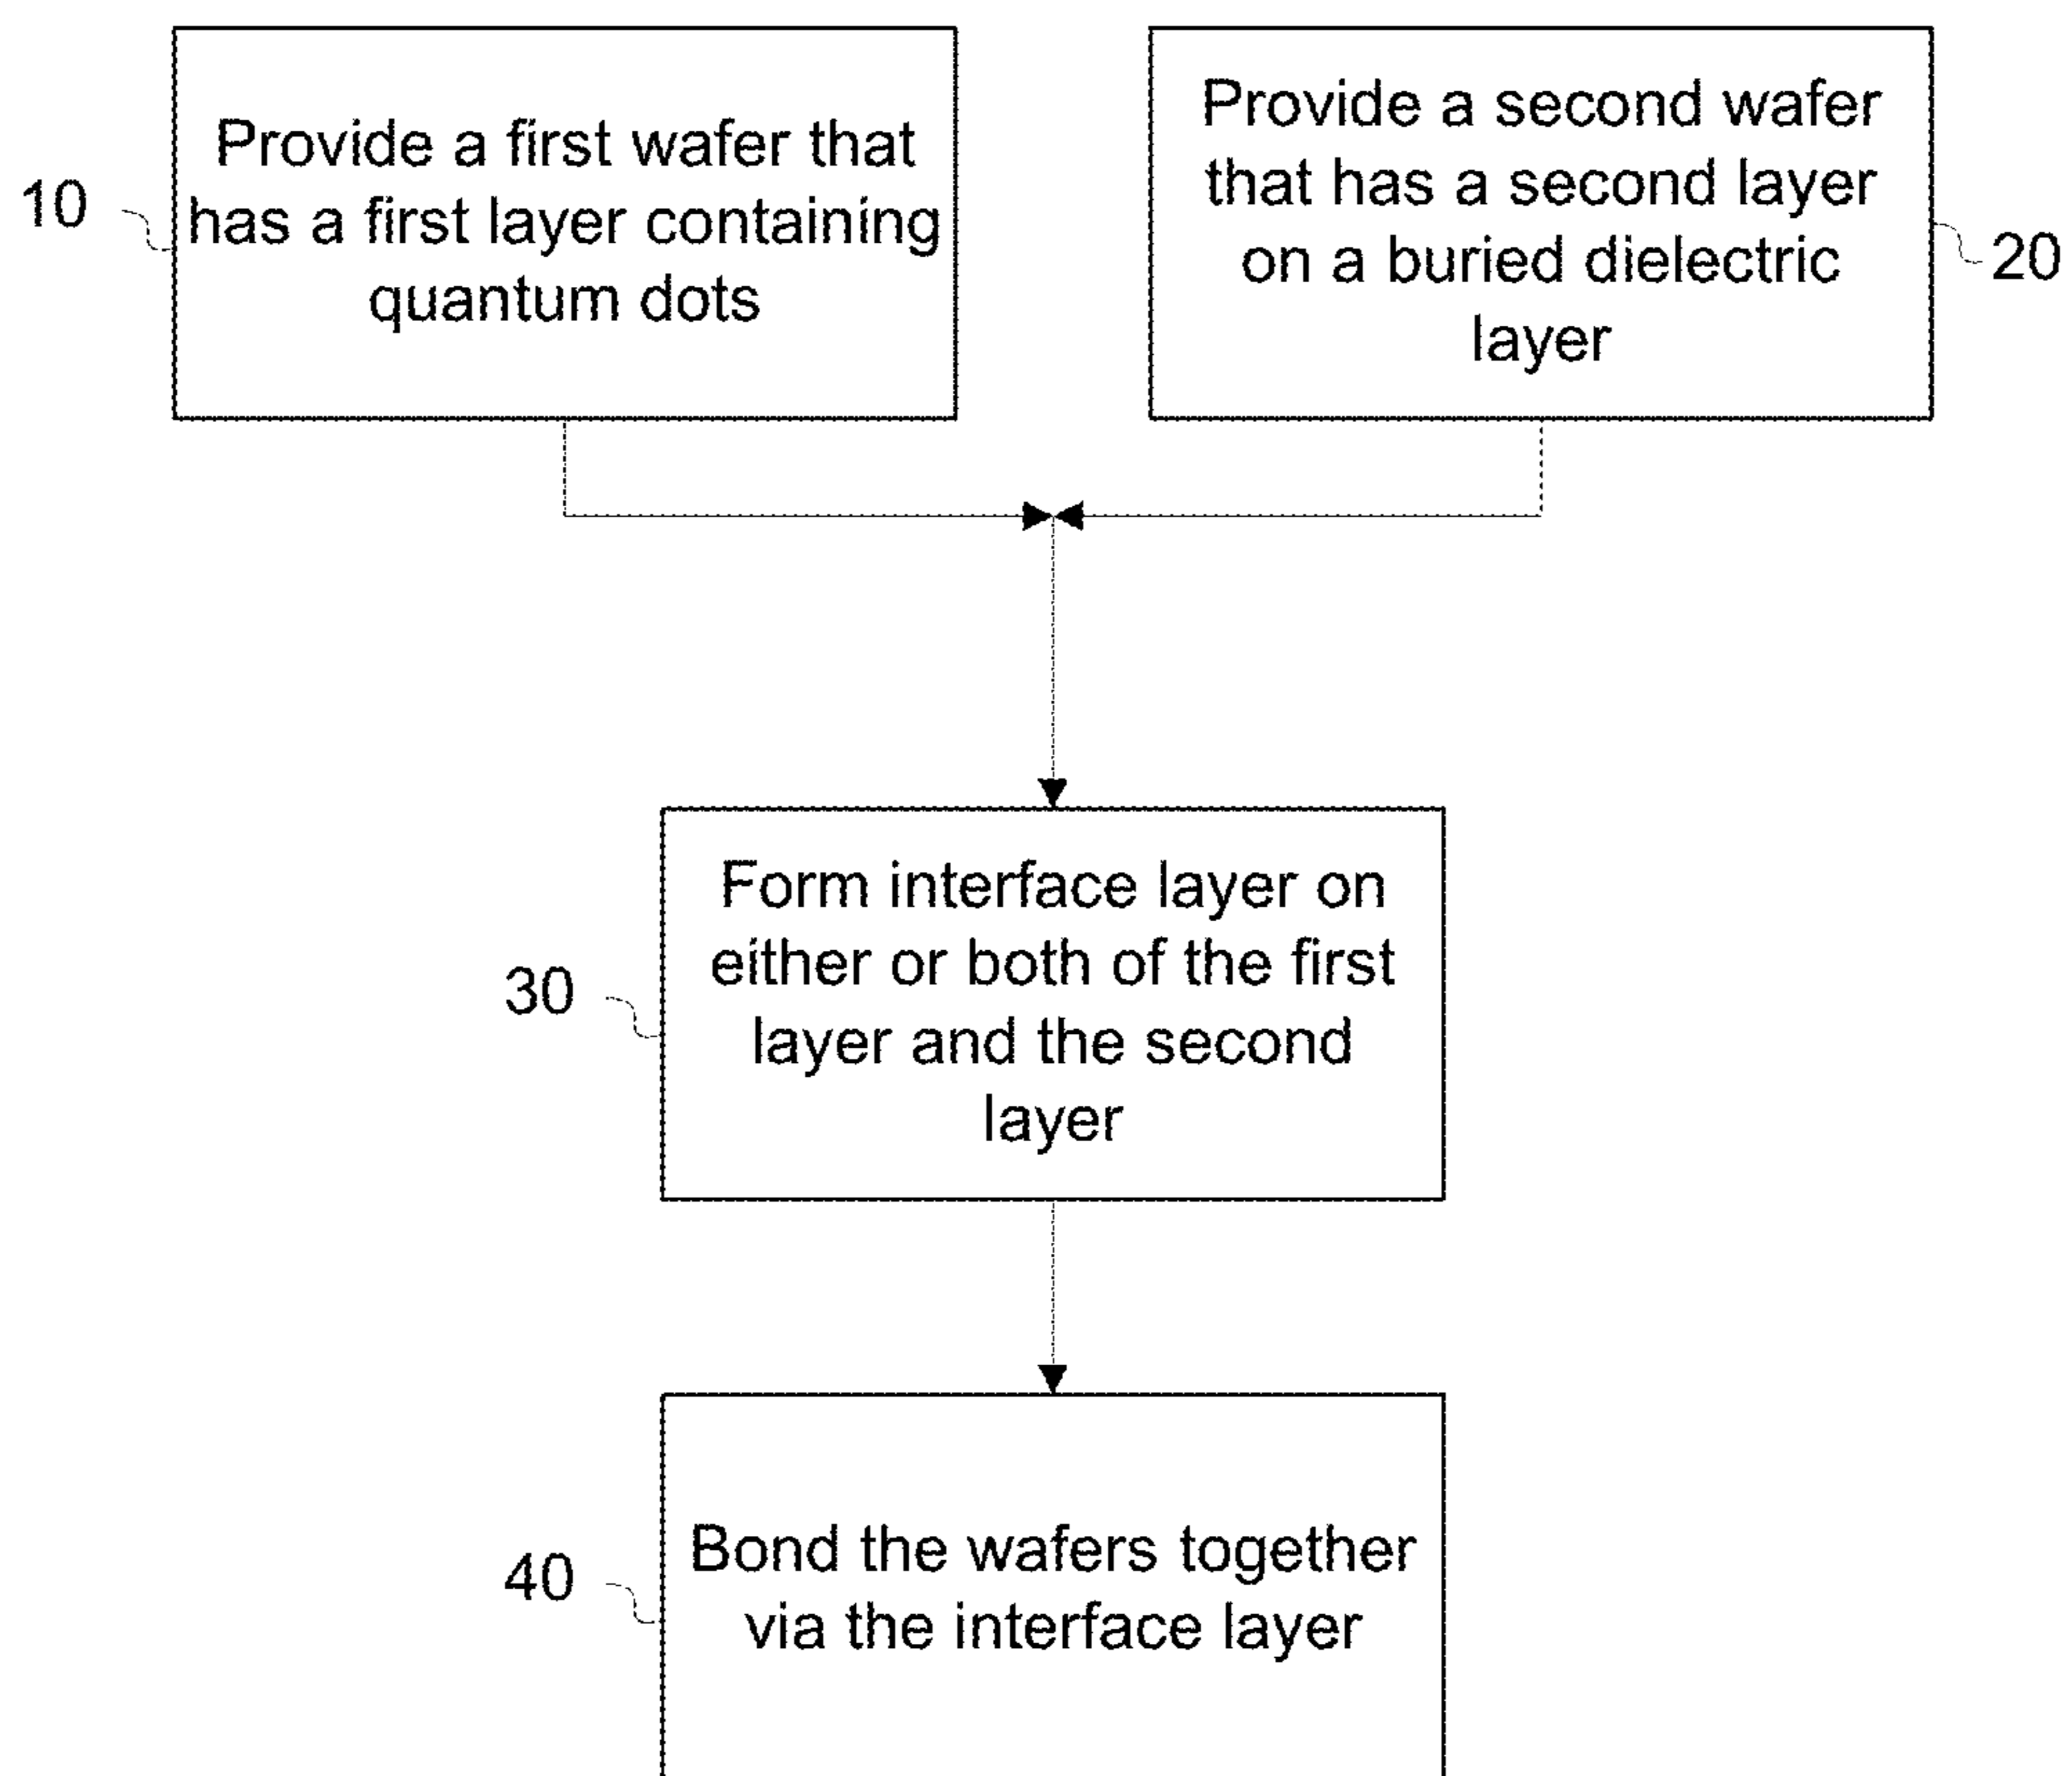 Provide a first wafer that
has a first layer containing
quantum dots
10
Provide a second wafer
that has a second layer
on a buried dielectric
layer
20
Form interface layer on
either or both of the first
layer and the second
layer
30
Bond the wafers together
via the interface layer
40